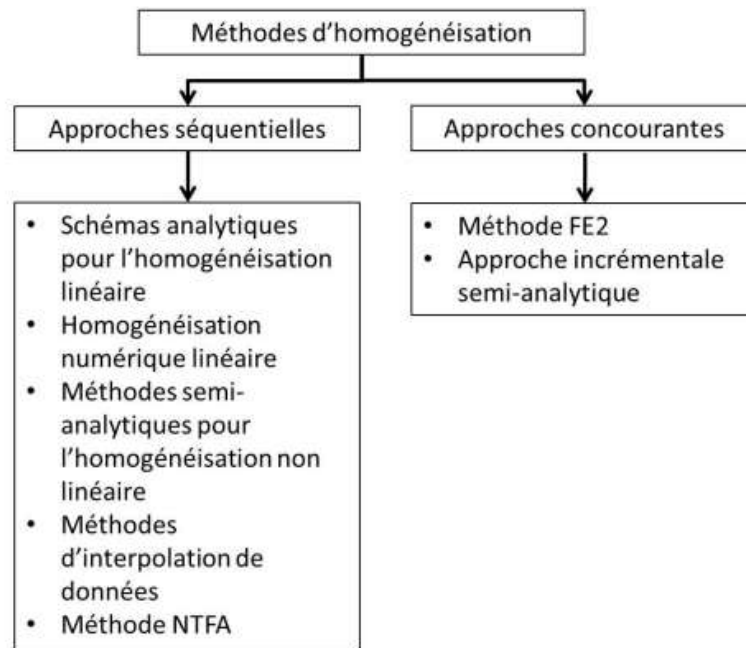 Méthodes d’homogénéisation
Approches séquentielles
Approches concourantes
• Schémas analytiques
pour l’homogénéisation
linéaire
• Homogénéisation
numérique linéaire
• Méthodes semi-
analytiques pour
l’homogénéisation non
linéaire
• Méthodes
d’interpolation de
données
• Méthode NTFA
• Méthode FE2
• Approche incrémentale
semi-analytique